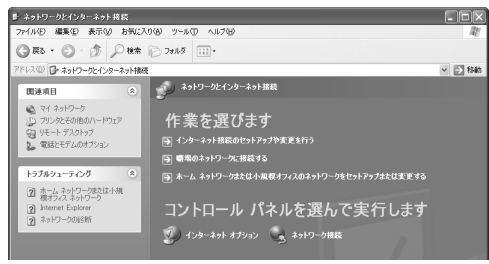 ネットワークとインターネット接続
ファイル(F) 編集(E) 表示(V) お気に入り(A) ツール(T) ヘルプ(H)
戻る 検索 フォルダ
アドレス(D) ネットワークとインターネット接続 移動
関連項目
マイ ネットワーク
プリンタとその他のハードウェア
リモート デスクトップ
電話とモデムのオプション
トラブルシューティング
ホーム ネットワークまたは小規
模オフィス ネットワーク
Internet Explorer
ネットワークの診断
ネットワークとインターネット接続
作業を選びます
インターネット接続のセットアップや変更を行う
職場のネットワークに接続する
ホーム ネットワークまたは小規模オフィスのネットワークをセットアップまたは変更する
コントロール パネルを選んで実行します
インターネット オプション ネットワーク接続